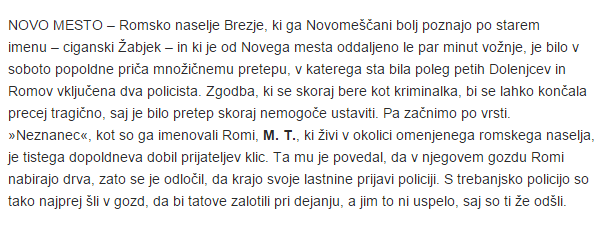 NOVO MESTO – Romsko naselje Brezje, ki ga Novomeščani bolj poznajo po starem
imenu – ciganski Žabjek – in ki je od Novega mesta oddaljeno le par minut vožnje, je bilo v
soboto popoldne priča množičnemu pretepu, v katerega sta bila poleg petih Dolenjcev in
Romov vključena dva policista. Zgodba, ki se skoraj bere kot kriminalka, bi se lahko končala
precej tragično, saj je bilo pretep skoraj nemogoče ustaviti. Pa začnimo po vrsti.
»Neznanec«, kot so ga imenovali Romi, M. T., ki živi v okolici omenjenega romskega naselja,
je tistega dopoldneva dobil prijateljev klic. Ta mu je povedal, da v njegovem gozdu Romi
nabirajo drva, zato se je odločil, da krajo svoje lastnine prijavi policiji. S trebanjsko policijo so
tako najprej šli v gozd, da bi tatove zalotili pri dejanju, a jim to ni uspelo, saj so ti že odšli.